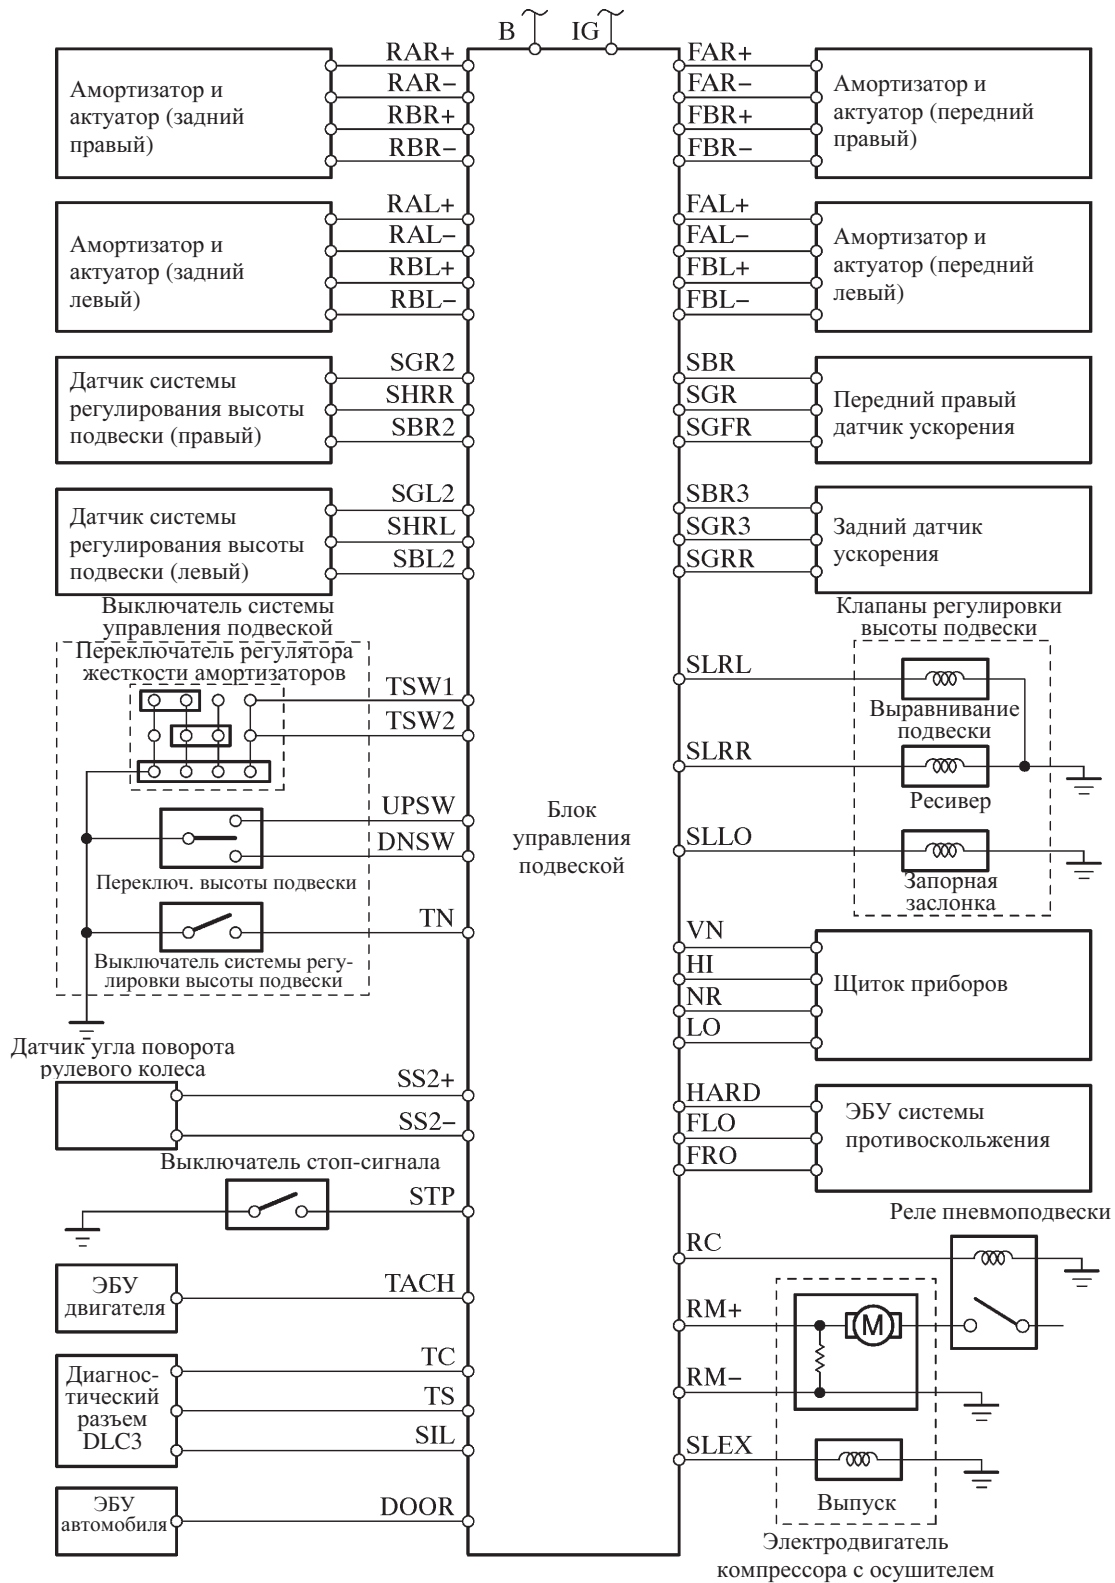 B
IG
RAR+
RAR−
RBR+
RBR−
Амортизатор и
актуатор (задний
правый)
FAR+
FAR−
FBR+
FBR−
Амортизатор и
актуатор (передний
правый)
RAL+
RAL−
RBL+
RBL−
Амортизатор и
актуатор (задний
левый)
FAL+
FAL−
FBL+
FBL−
Амортизатор и
актуатор (передний
левый)
SGR2
SHRR
SBR2
Датчик системы
регулирования высоты
подвески (правый)
SBR
SGR
SGFR
Передний правый
датчик ускорения
SGL2
SHRL
SBL2
Датчик системы
регулирования высоты
подвески (левый)
SBR3
SGR3
SGRR
Задний датчик
ускорения
Выключатель системы
управления подвеской
Переключатель регулятора
жесткости амортизаторов
TSW1
TSW2
UPSW
DNSW
Переключ. высоты подвески
TN
Выключатель системы регу-
лировки высоты подвески
Клапаны регулировки
высоты подвески
SLRL
Выравнивание
подвески
SLRR
Ресивер
SLLO
Запорная
заслонка
Блок
управления
подвеской
VN
HI
NR
LO
Щиток приборов
Датчик угла поворота
рулевого колеса
SS2+
SS2−
HARD
FLO
FRO
ЭБУ системы
противоскольжения
Выключатель стоп-сигнала
STP
Реле пневмоподвески
RC
ЭБУ
двигателя
TACH
RM+
M
RM−
Диагнос-
тический
разъем
DLC3
TC
TS
SIL
SLEX
Выпуск
ЭБУ
автомобиля
DOOR
Электродвигатель
компрессора с осушителем